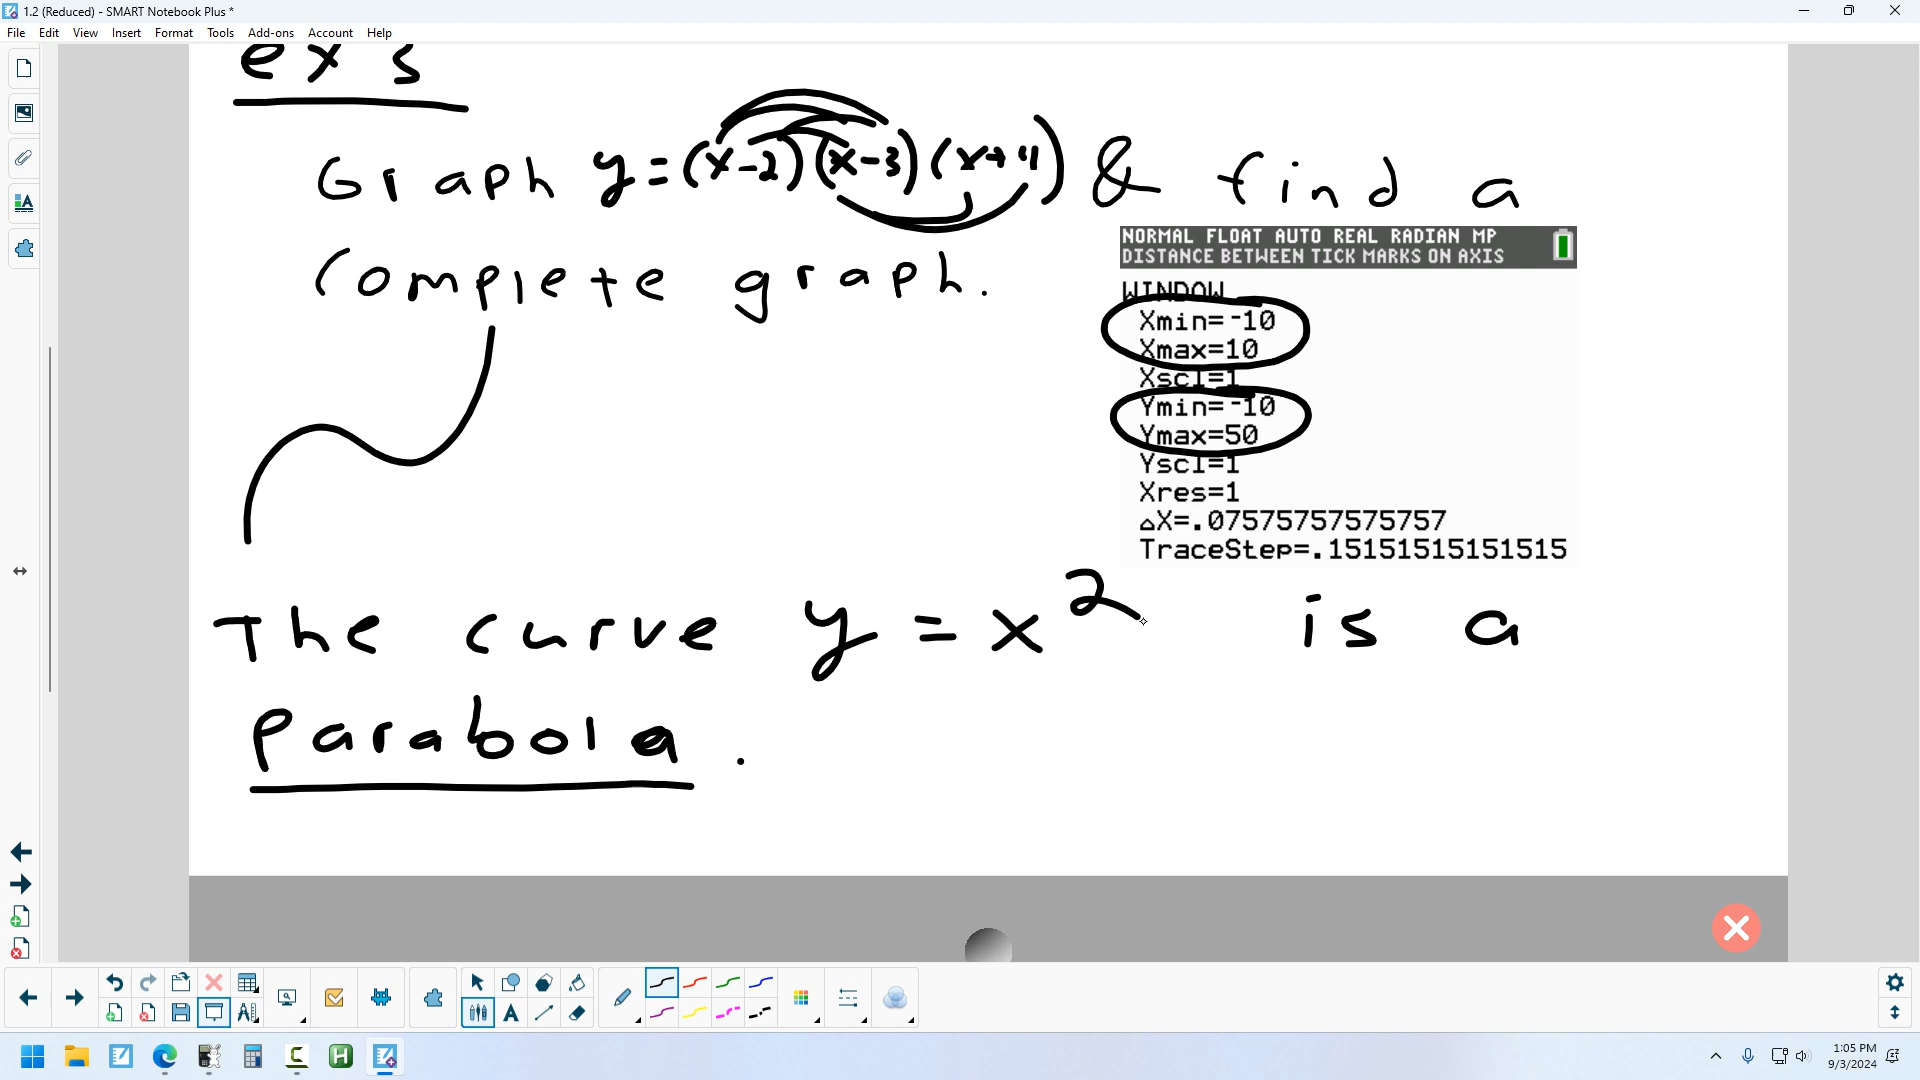 1.2 (Reduced) - SMART Notebook Plus *
File Edit View Insert Format Tools Add-ons Account Help
ex's
Graph y=(x-2)(x-3)(x+4) & find a
complete graph.
NORMAL FLOAT AUTO REAL RADIAN MP
DISTANCE BETWEEN TICK MARKS ON AXIS
WINDOW
Xmin=-10
Xmax=10
Xscl=1
Ymin=-10
Ymax=50
Yscl=1
Xres=1
△X=.07575757575757
TraceStep=.15151515151515
The curve y = x² is a
parabola.
1:05 PM
9/3/2024